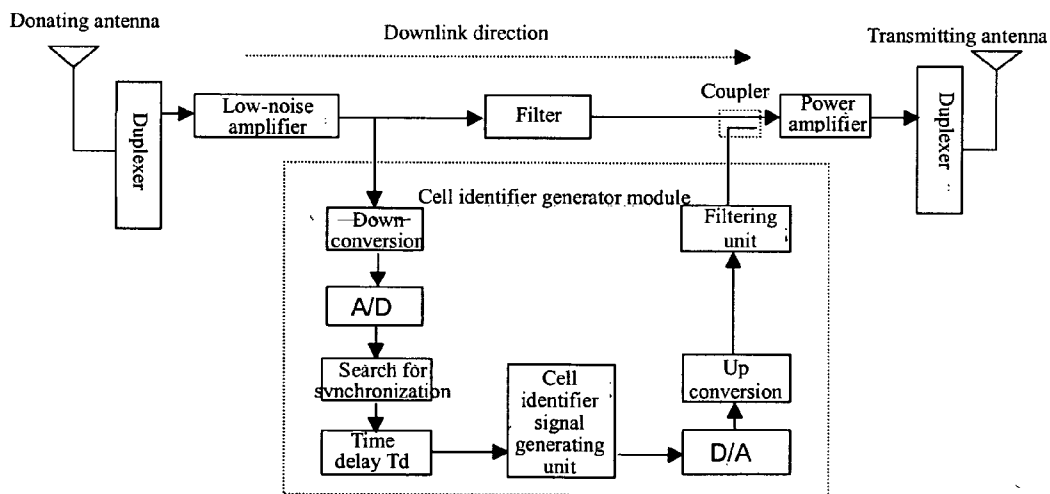 Donating antenna
Downlink direction
Transmitting antenna
Duplexer
Low-noise
amplifier
Filter
Coupler
Power
amplifier
Duplexer
Cell identifier generator module
Down
conversion
A/D
Search for
synchronization
Time
delay Td
Cell
identifier
signal
generating
unit
D/A
Up
conversion
Filtering
unit